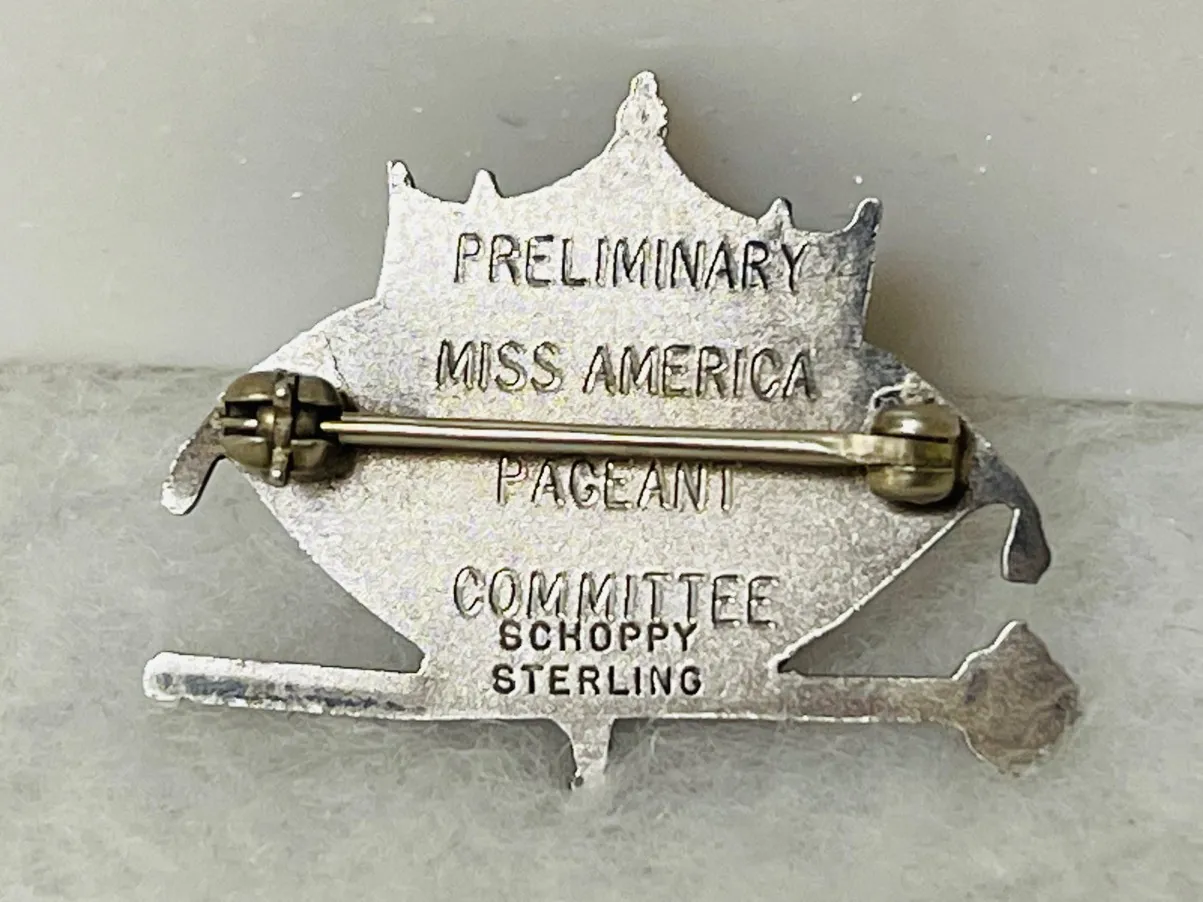 PRELIMINARY
MISS AMERICA
PAGEANT
COMMITTEE
SCHOPPY
STERLING